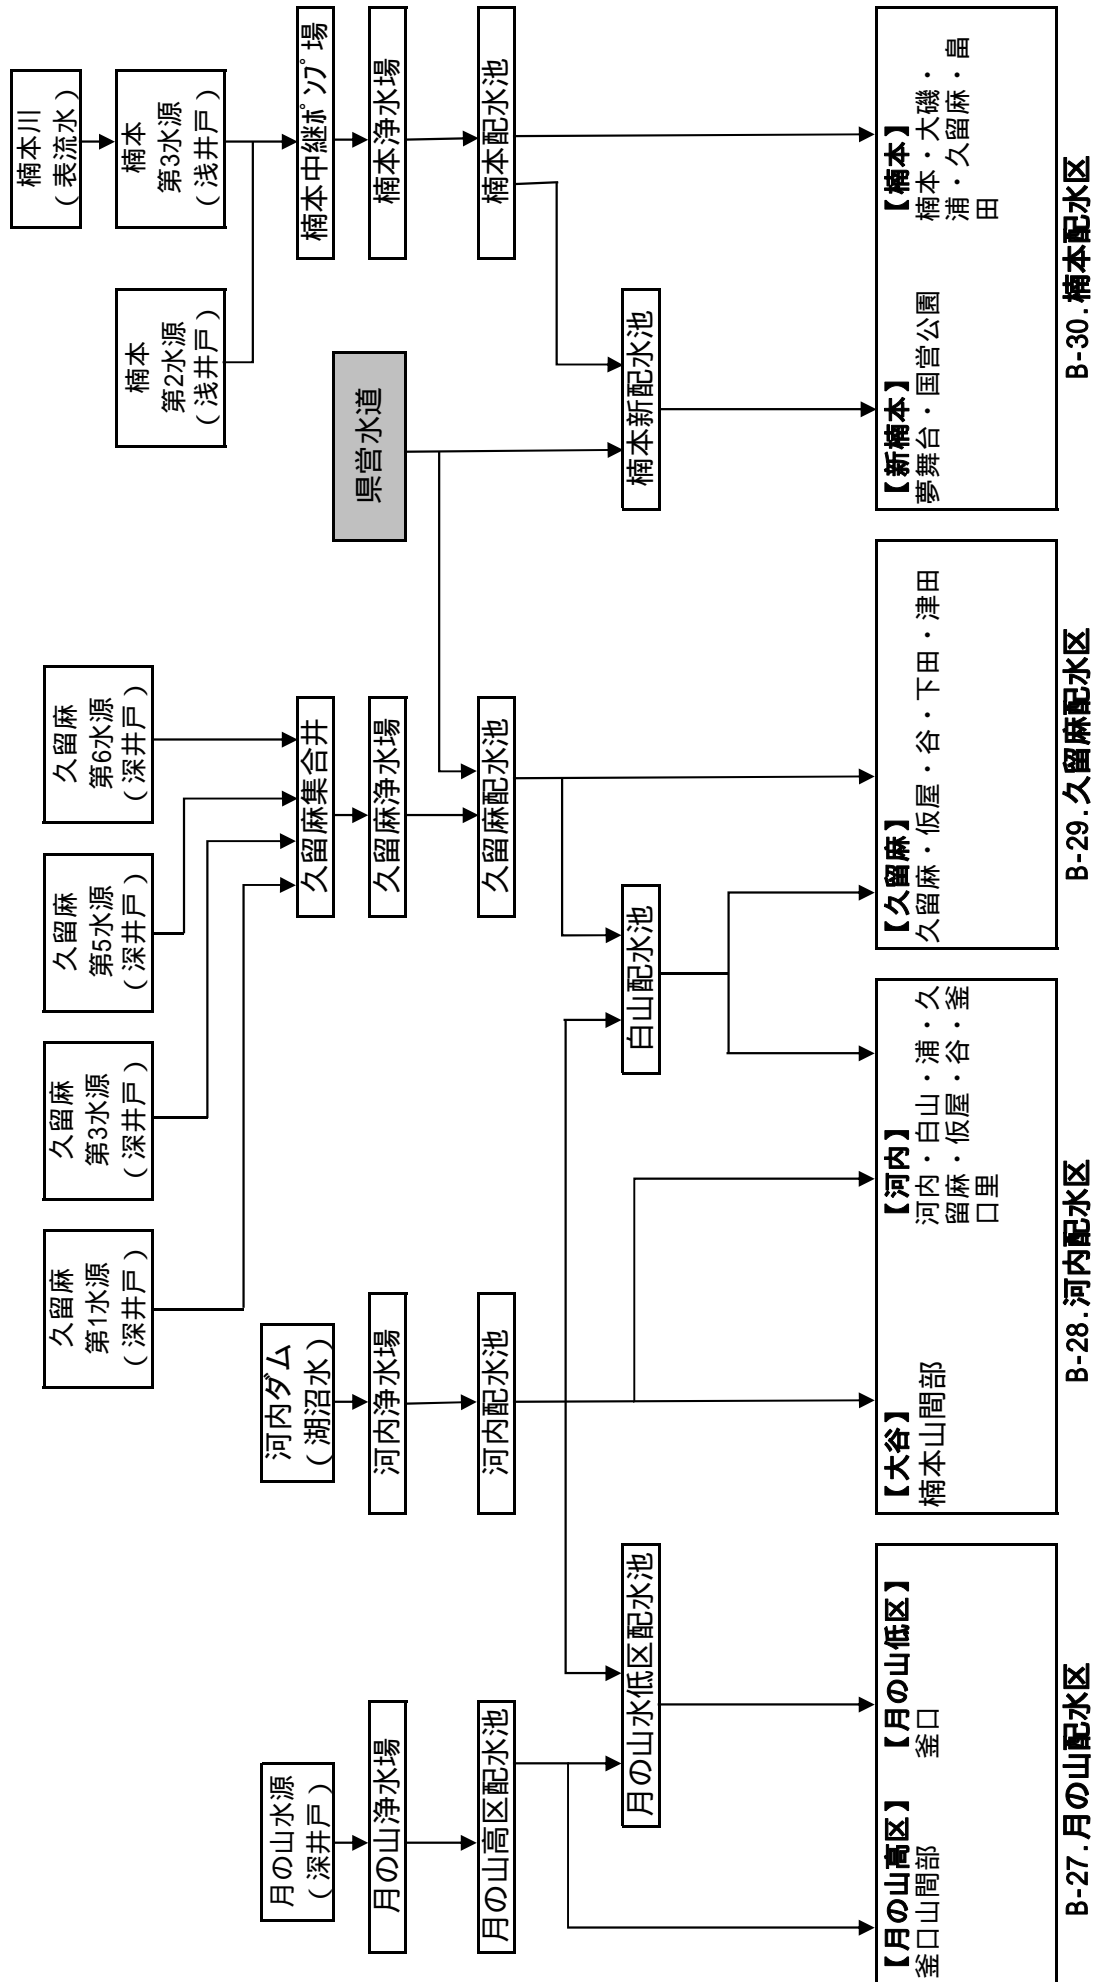 月の山水源
（深井戸）
月の山浄水場
月の山高区配水池
月の山水低区配水池
【月の山高区】
釜口山間部
【月の山低区】
釜口
B-27.月の山配水区
河内ダム
（湖沼水）
河内浄水場
河内配水池
【大谷】
楠本山間部
【河内】
河内・白山・浦・久
留麻・仮屋・谷・釜
口里
B-28.河内配水区
久留麻
第1水源
（深井戸）
久留麻
第3水源
（深井戸）
久留麻
第5水源
（深井戸）
久留麻
第6水源
（深井戸）
久留麻集合井
久留麻浄水場
久留麻配水池
白山配水池
【久留麻】
久留麻・仮屋・谷・下田・津田
B-29.久留麻配水区
県営水道
楠本
第2水源
（浅井戸）
楠本川
（表流水）
楠本
第3水源
（浅井戸）
楠本中継ﾎﾟﾝﾌﾟ場
楠本浄水場
楠本配水池
楠本新配水池
【新楠本】
夢舞台・国営公園
【楠本】
楠本・大磯・
浦・久留麻・畠
田
B-30.楠本配水区